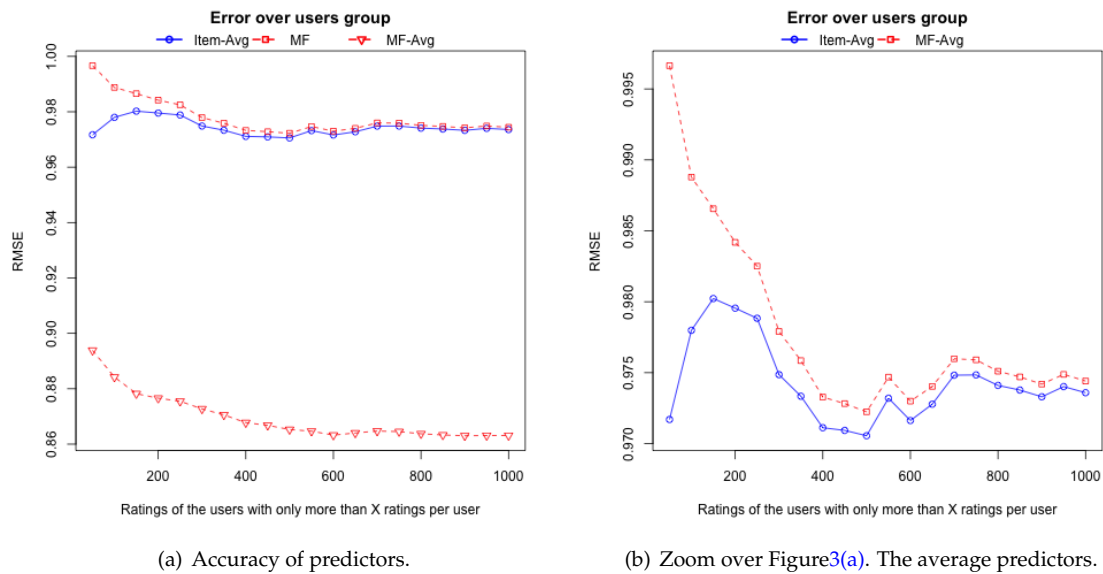 Error over users group
Item-Avg MF MF-Avg
RMSE
1.00
0.98
0.96
0.94
0.92
0.90
0.88
0.86
200 400 600 800 1000
Ratings of the users with only more than X ratings per user
(a) Accuracy of predictors.
Error over users group
Item-Avg MF-Avg
RMSE
0.995
0.990
0.985
0.980
0.975
0.970
200 400 600 800 1000
Ratings of the users with only more than X ratings per user
(b) Zoom over Figure3(a). The average predictors.